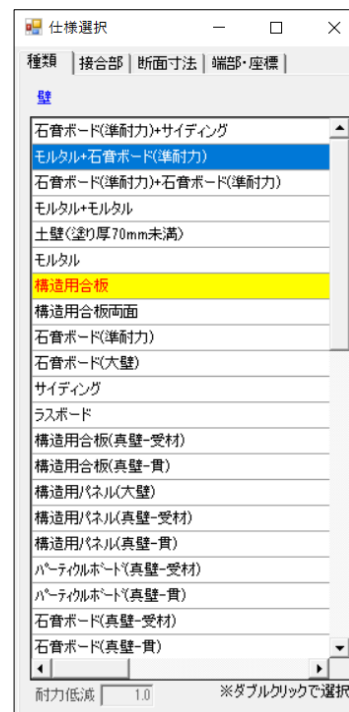 仕様選択
種類 接合部 断面寸法 端部・座標
壁
石膏ボード(準耐力)+サイディング
モルタル+石膏ボード(準耐力)
石膏ボード(準耐力)+石膏ボード(準耐力)
モルタル+モルタル
土壁(塗り厚70mm未満)
モルタル
構造用合板
構造用合板両面
石膏ボード(準耐力)
石膏ボード(大壁)
サイディング
ラスボード
構造用合板(真壁-受材)
構造用合板(真壁-貫)
構造用パネル(大壁)
構造用パネル(真壁-受材)
構造用パネル(真壁-貫)
パーティクルボード(真壁-受材)
パーティクルボード(真壁-貫)
石膏ボード(真壁-受材)
石膏ボード(真壁-貫)
耐力低減 1.0 ※ダブルクリックで選択